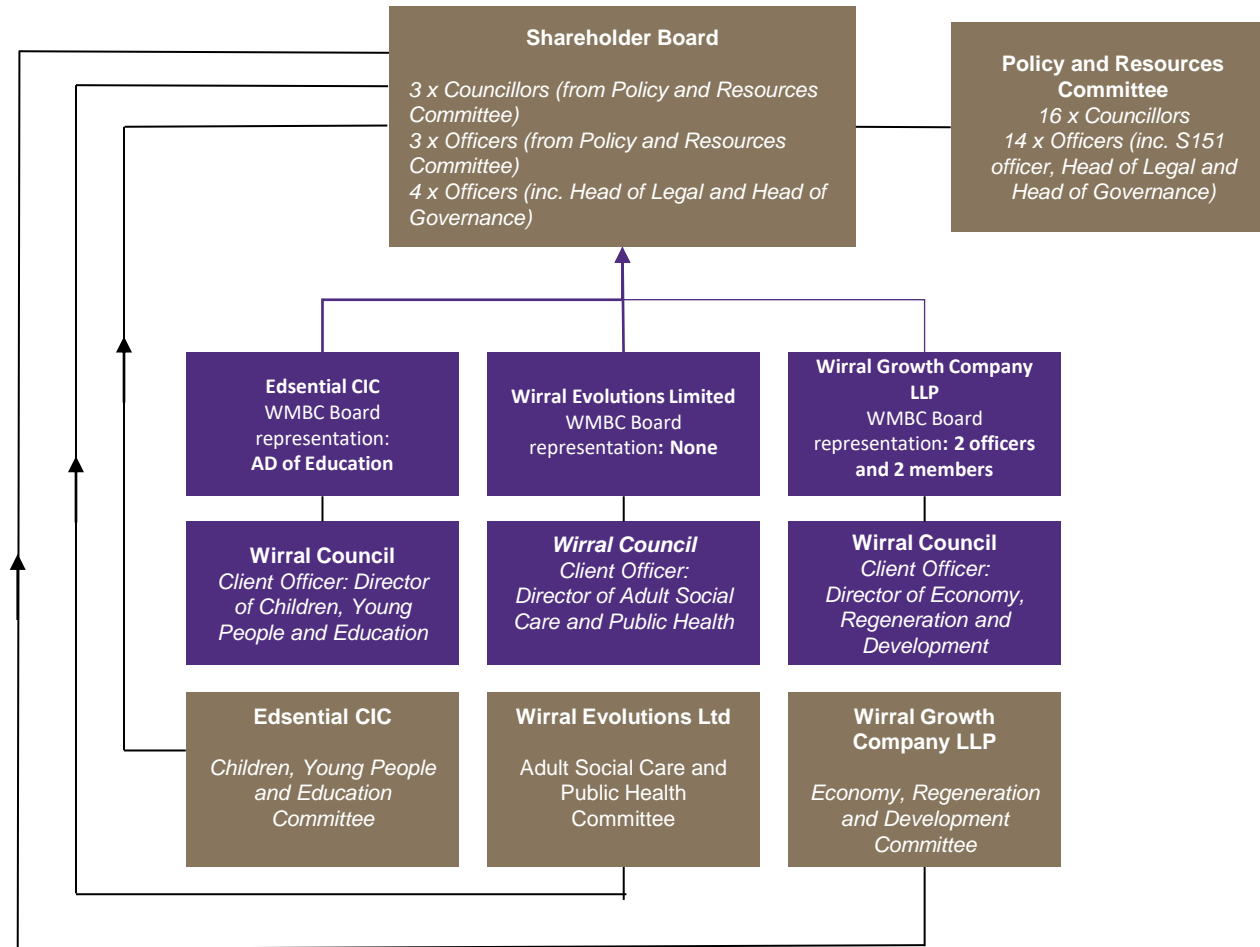 Shareholder Board
3 x Councillors (from Policy and Resources
Committee)
3 x Officers (from Policy and Resources
Committee)
4 x Officers (inc. Head of Legal and Head of
Governance)
Policy and Resources
Committee
16 x Councillors
14 x Officers (inc. S151
officer, Head of Legal and
Head of Governance)
Edsential CIC
WMBC Board
representation:
AD of Education
Wirral Evolutions Limited
WMBC Board
representation: None
Wirral Growth Company
LLP
WMBC Board
representation: 2 officers
and 2 members
Wirral Council
Client Officer: Director
of Children, Young
People and Education
Wirral Council
Client Officer:
Director of Adult Social
Care and Public Health
Wirral Council
Client Officer:
Director of Economy,
Regeneration and
Development
Edsential CIC
Children, Young People
and Education
Committee
Wirral Evolutions Ltd
Adult Social Care and
Public Health
Committee
Wirral Growth
Company LLP
Economy, Regeneration
and Development
Committee